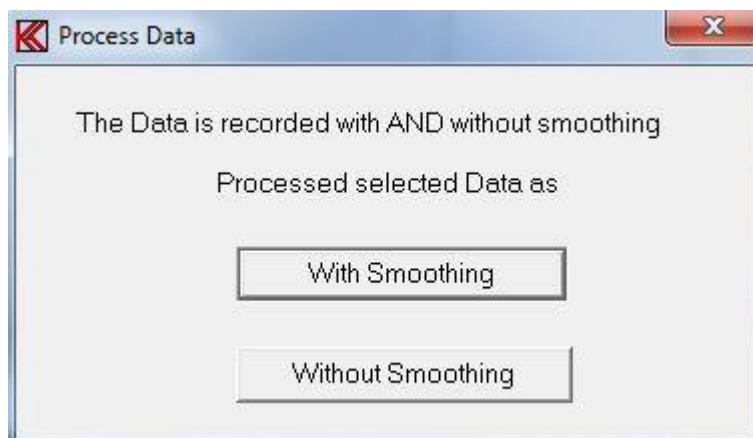 Process Data
The Data is recorded with AND without smoothing
Processed selected Data as
With Smoothing
Without Smoothing